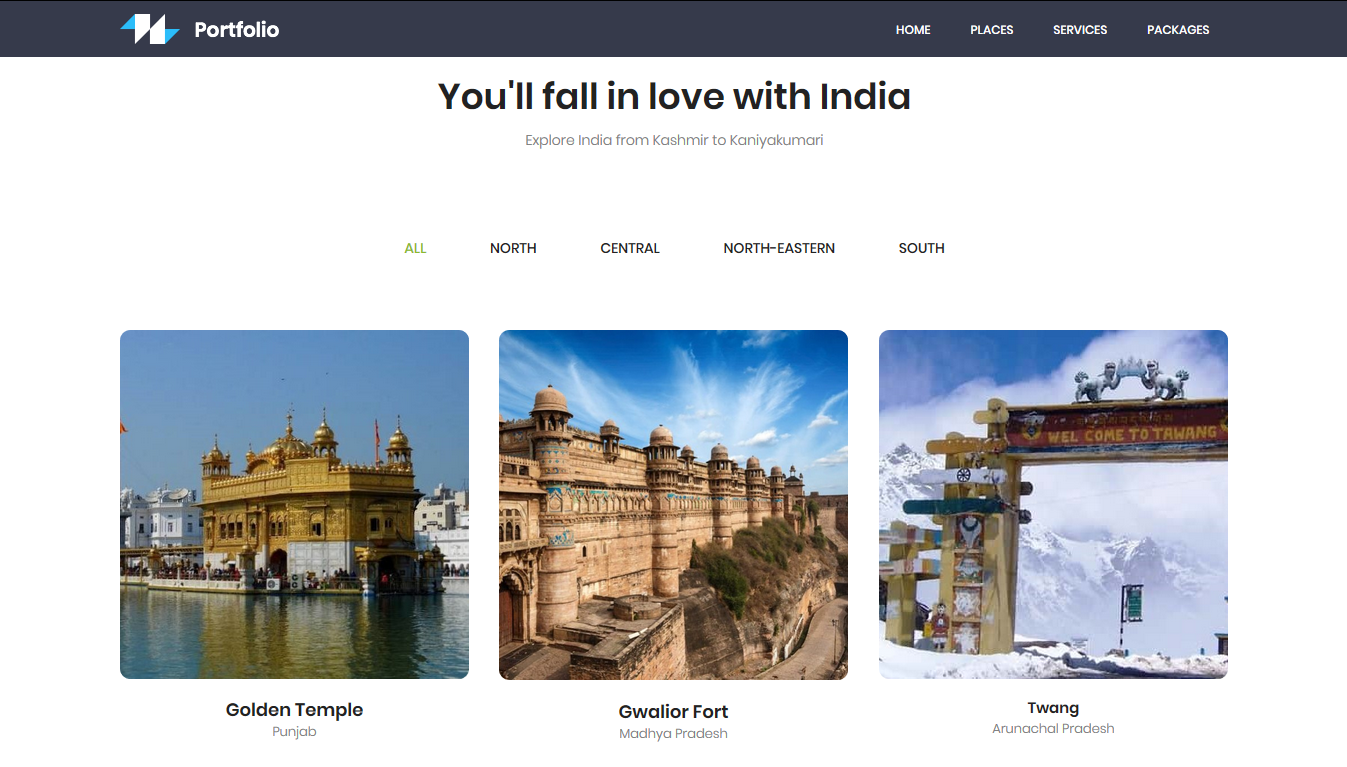 Portfolio
HOME PLACES SERVICES PACKAGES
You'll fall in love with India
Explore India from Kashmir to Kaniyakumari
ALL NORTH CENTRAL NORTH-EASTERN SOUTH
WEL COME TO TAWANG
Golden Temple
Punjab
Gwalior Fort
Madhya Pradesh
Twang
Arunachal Pradesh